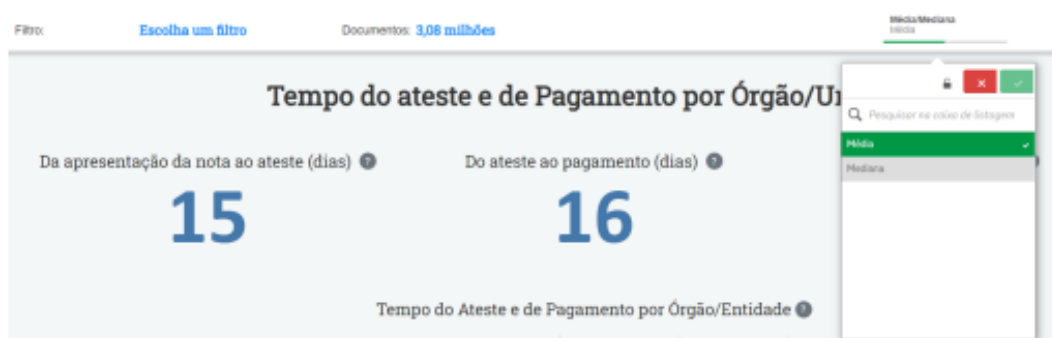 Filtro:
Escolha um filtro
Documentos: 3,08 milhões
Média/Mediana
Média
Tempo do ateste e de Pagamento por Órgão/
Pesquisar na caixa de listagem
Média
Mediana
Da apresentação da nota ao ateste (dias)
Do ateste ao pagamento (dias)
15
16
Tempo do Ateste e de Pagamento por Órgão/Entidade